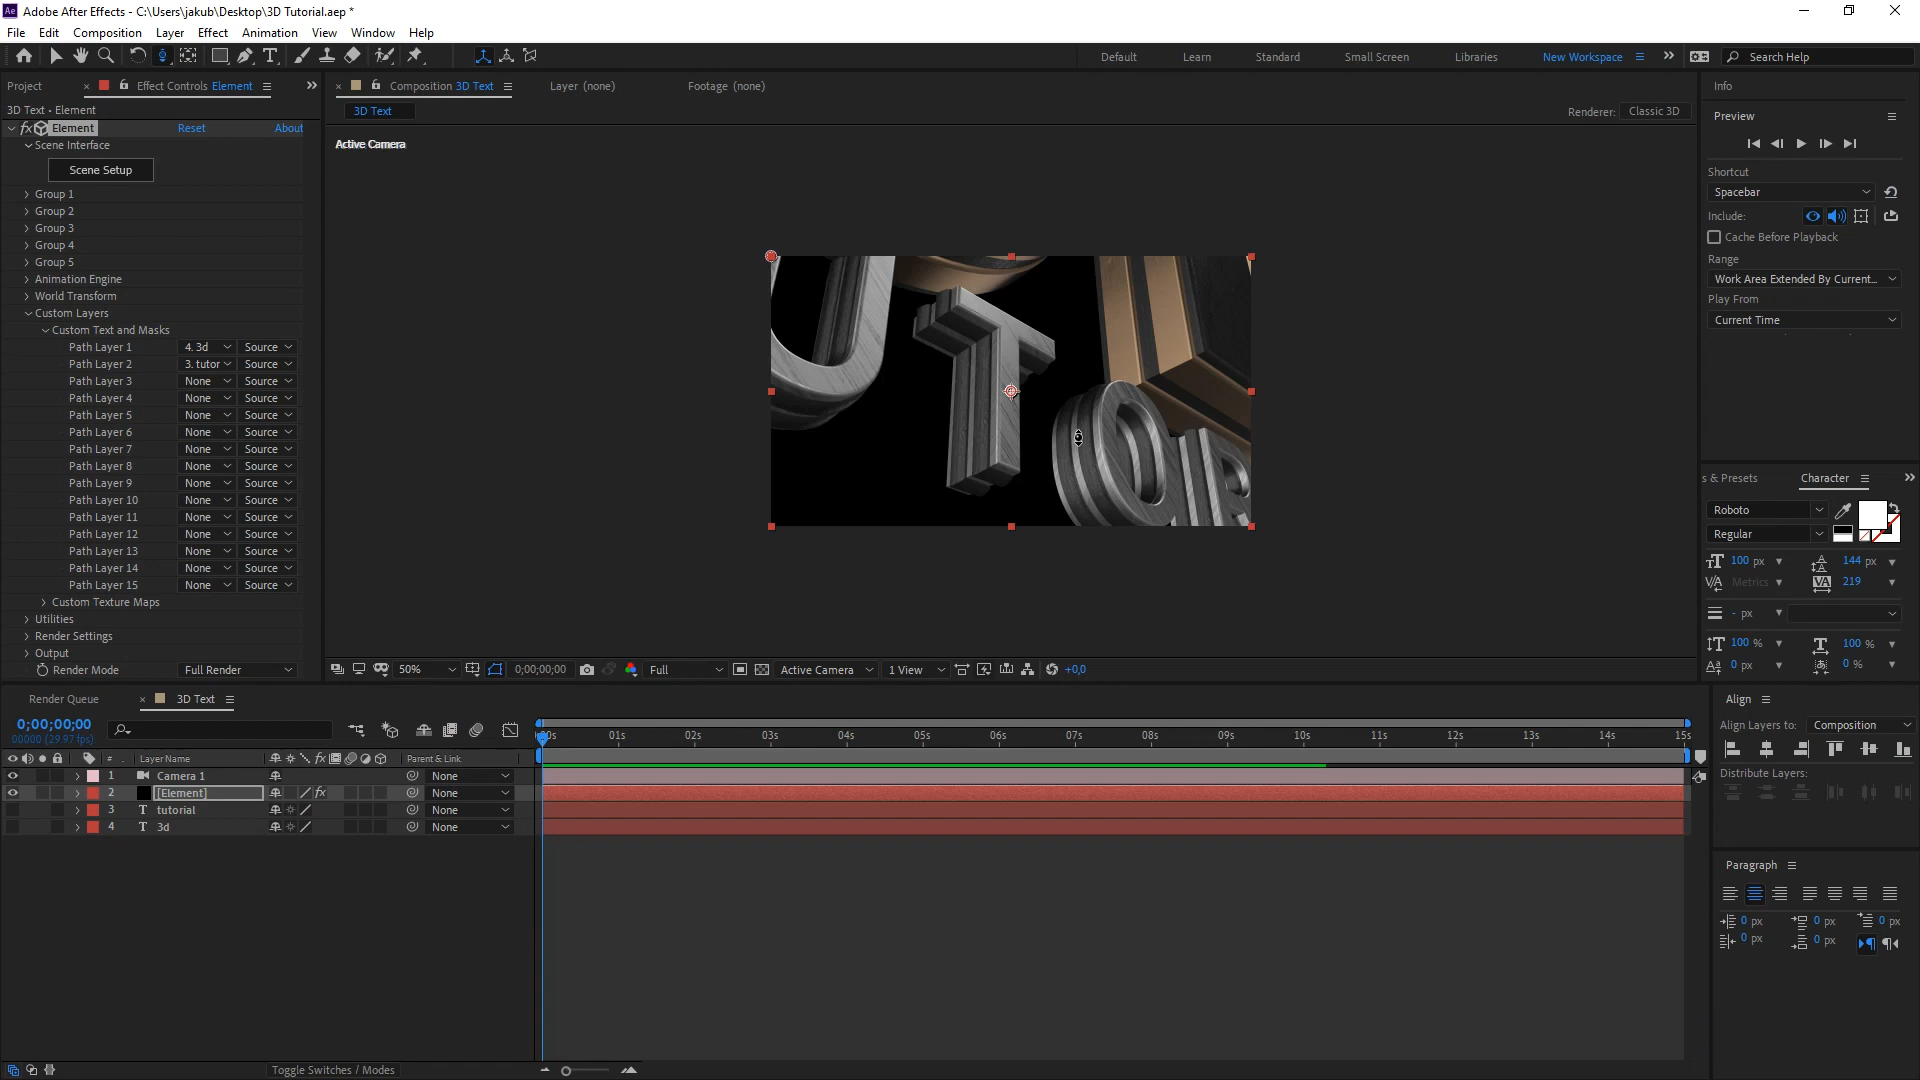 Ae Adobe After Effects - C:\Users\jakub\Desktop\3D Tutorial.aep *
File Edit Composition Layer Effect Animation View Window Help
Default Learn Standard Small Screen Libraries New Workspace Search Help
Project Effect Controls Element
3D Text • Element
fx Element Reset About
Scene Interface
Scene Setup
Group 1
Group 2
Group 3
Group 4
Group 5
Animation Engine
World Transform
Custom Layers
Custom Text and Masks
Path Layer 1 4. 3d Source
Path Layer 2 3. tutor Source
Path Layer 3 None Source
Path Layer 4 None Source
Path Layer 5 None Source
Path Layer 6 None Source
Path Layer 7 None Source
Path Layer 8 None Source
Path Layer 9 None Source
Path Layer 10 None Source
Path Layer 11 None Source
Path Layer 12 None Source
Path Layer 13 None Source
Path Layer 14 None Source
Path Layer 15 None Source
Custom Texture Maps
Utilities
Render Settings
Output
Render Mode Full Render
Composition 3D Text Layer (none) Footage (none)
3D Text Renderer: Classic 3D
Active Camera
50% 0;00;00;00 Full Active Camera 1 View +0,0
Info
Preview
Shortcut
Spacebar
Include:
Cache Before Playback
Range
Work Area Extended By Current...
Play From
Current Time
s & Presets Character
Roboto
Regular
100 px 144 px
Metrics 219
- px
100 % 100 %
0 px 0 %
Render Queue 3D Text
0;00;00;00
00000 (29.97 fps)
# Layer Name fx Parent & Link
1 Camera 1 None
2 [Element] fx None
3 T tutorial None
4 T 3d None
01s 02s 03s 04s 05s 06s 07s 08s 09s 10s 11s 12s 13s 14s 15s
Toggle Switches / Modes
Align
Align Layers to: Composition
Distribute Layers:
Paragraph
0 px 0 px 0 px
0 px 0 px